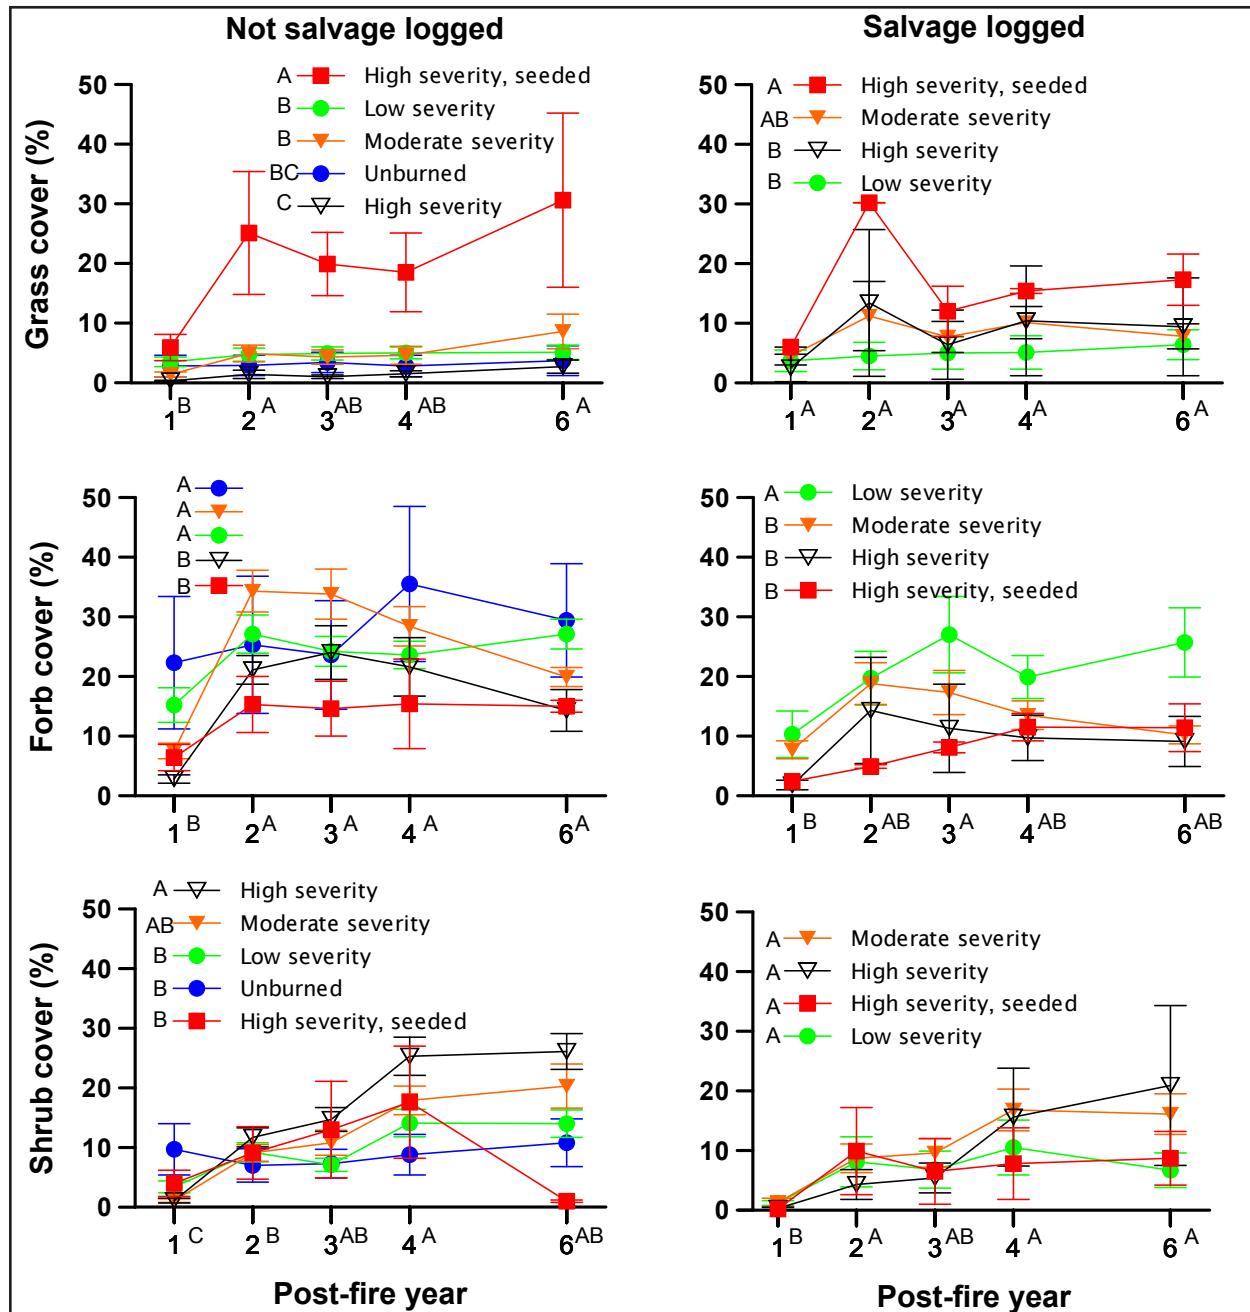 Not salvage logged
Salvage logged
Grass cover (%)
50
40
30
20
10
0
A High severity, seeded
B Low severity
B Moderate severity
BC Unburned
C High severity
1 B 2 A 3 AB 4 AB 6 A
50
40
30
20
10
0
A High severity, seeded
AB Moderate severity
B High severity
B Low severity
1 A 2 A 3 A 4 A 6 A
Forb cover (%)
50
40
30
20
10
0
A
A
A
B
B
1 B 2 A 3 A 4 A 6 A
50
40
30
20
10
0
A Low severity
B Moderate severity
B High severity
B High severity, seeded
1 B 2 AB 3 A 4 AB 6 AB
Shrub cover (%)
50
40
30
20
10
0
A High severity
AB Moderate severity
B Low severity
B Unburned
B High severity, seeded
1 C 2 B 3 AB 4 A 6 AB
Post-fire year
50
40
30
20
10
0
A Moderate severity
A High severity
A High severity, seeded
A Low severity
1 B 2 A 3 AB 4 A 6 A
Post-fire year